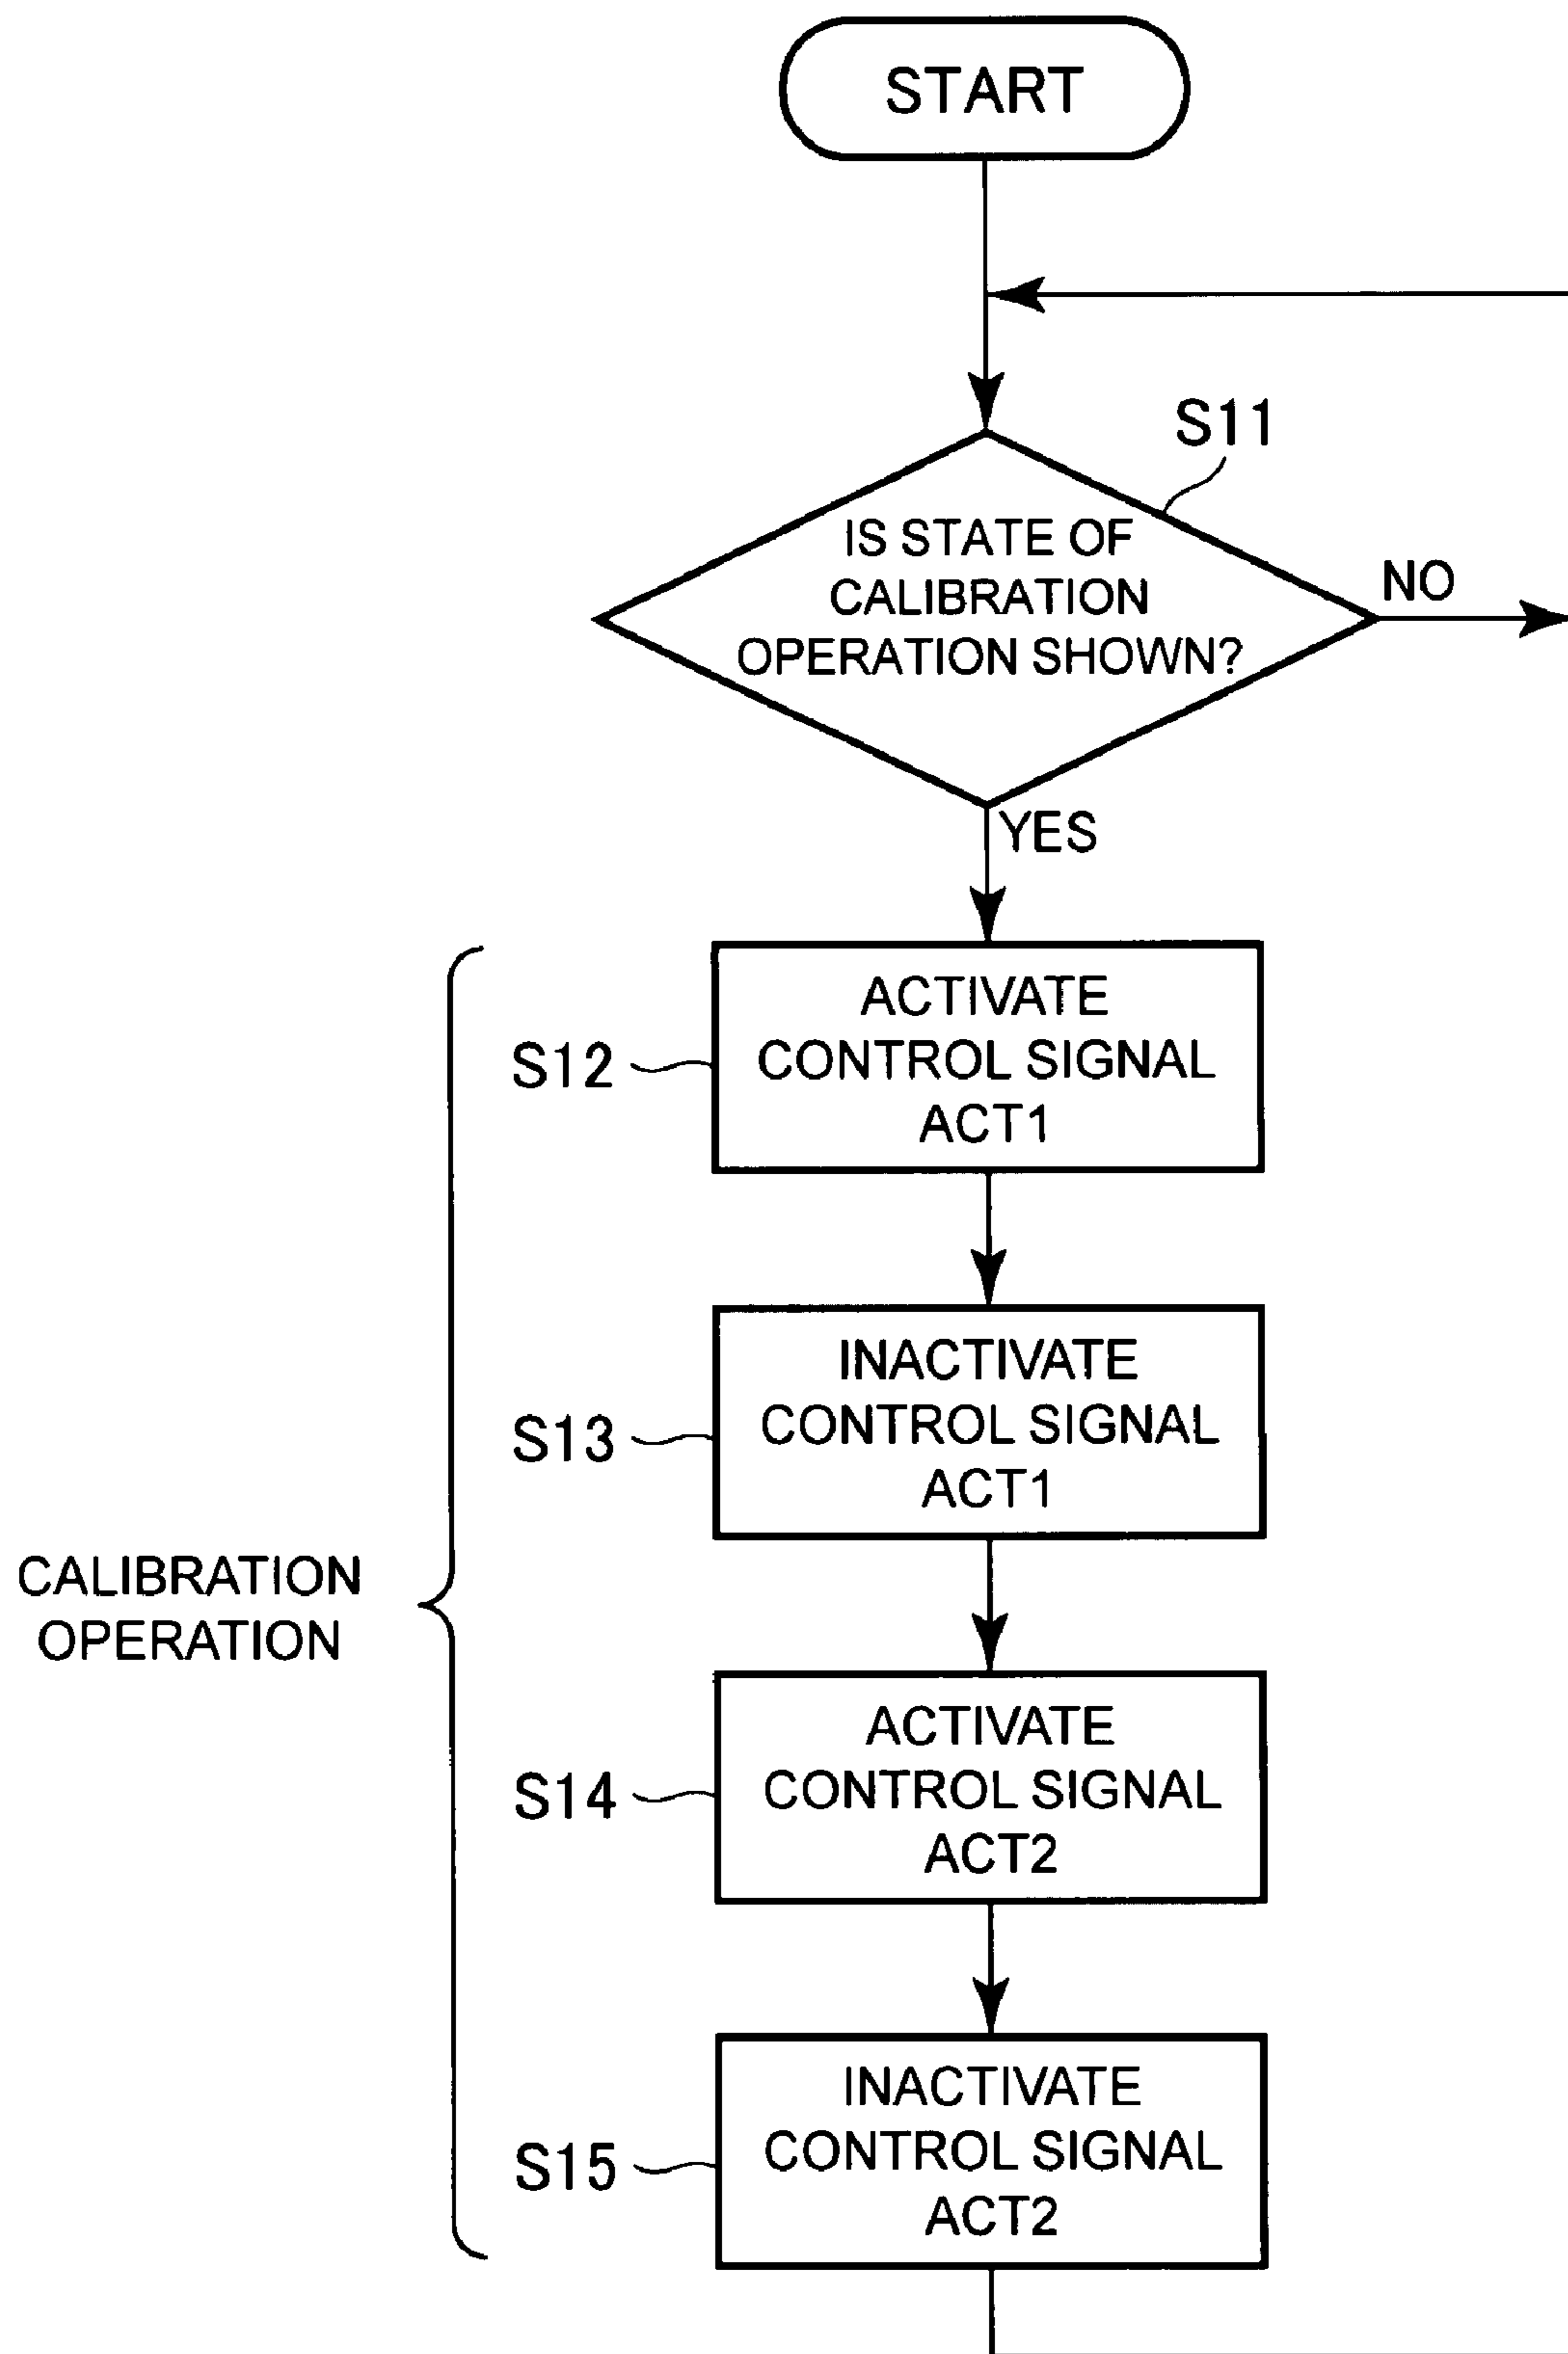 START
S11
IS STATE OF
CALIBRATION
OPERATION SHOWN?
NO
YES
S12
ACTIVATE
CONTROL SIGNAL
ACT1
S13
INACTIVATE
CONTROL SIGNAL
ACT1
CALIBRATION
OPERATION
S14
ACTIVATE
CONTROL SIGNAL
ACT2
S15
INACTIVATE
CONTROL SIGNAL
ACT2